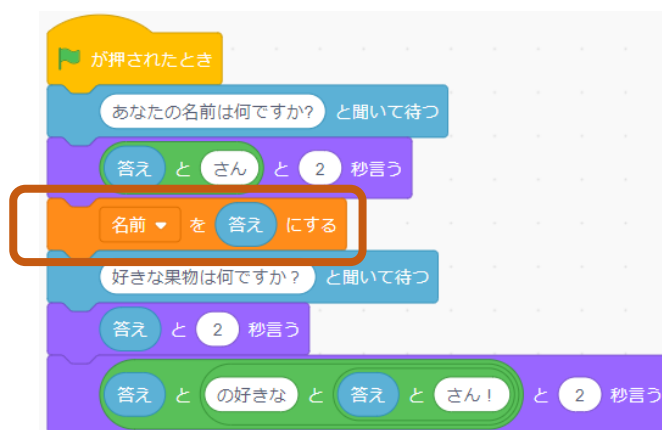 が押されたとき
あなたの名前は何ですか? と聞いて待つ
答え と さん と 2 秒言う
名前 を 答え にする
好きな果物は何ですか？ と聞いて待つ
答え と 2 秒言う
答え と の好きな と 答え と さん！ と 2 秒言う